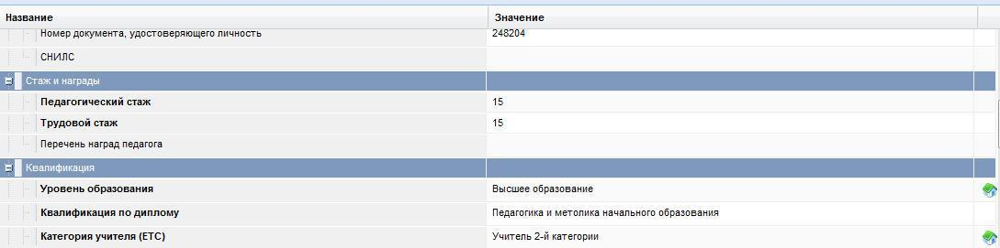 Название Значение
Номер документа, удостоверяющего личность 248204
СНИЛС
Стаж и награды
Педагогический стаж 15
Трудовой стаж 15
Перечень наград педагога
Квалификация
Уровень образования Высшее образование
Квалификация по диплому Педагогика и метолика начального образования
Категория учителя (ЕТС) Учитель 2-й категории